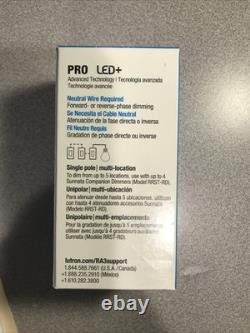 PRO LED+
Advanced Technology | Tecnología avanzada
Technologie avancée
Neutral Wire Required
Forward- or reverse-phase dimming
Se Necesita el Cable Neutral
Atenuación de la fase directa o inversa
Fil Neutre Requis
Gradation de phase directe ou inverse
Single pole | multi-location
To dim from up to 5 locations, use with up to 4
Sunnata Companion Dimmers (Model RRST-RD)
Unipolar | multi-ubicación
Para atenuar desde hasta 5 ubicaciones, utilizar
con hasta 4 atenuadores accesorios Sunnata
(Modelo RRST-RD).
Unipolaire | multi-emplacements
Pour la gradation de jusqu'à 5 emplacements
avec jusqu'à 4 gradateurs auxiliaires
Sunnata (Modèle RRST-RD).
lutron.com/RA3support
+1.844.588.7661 (U.S.A./Canada)
+1.888.235.2910 (México)
+1.610.282.3800